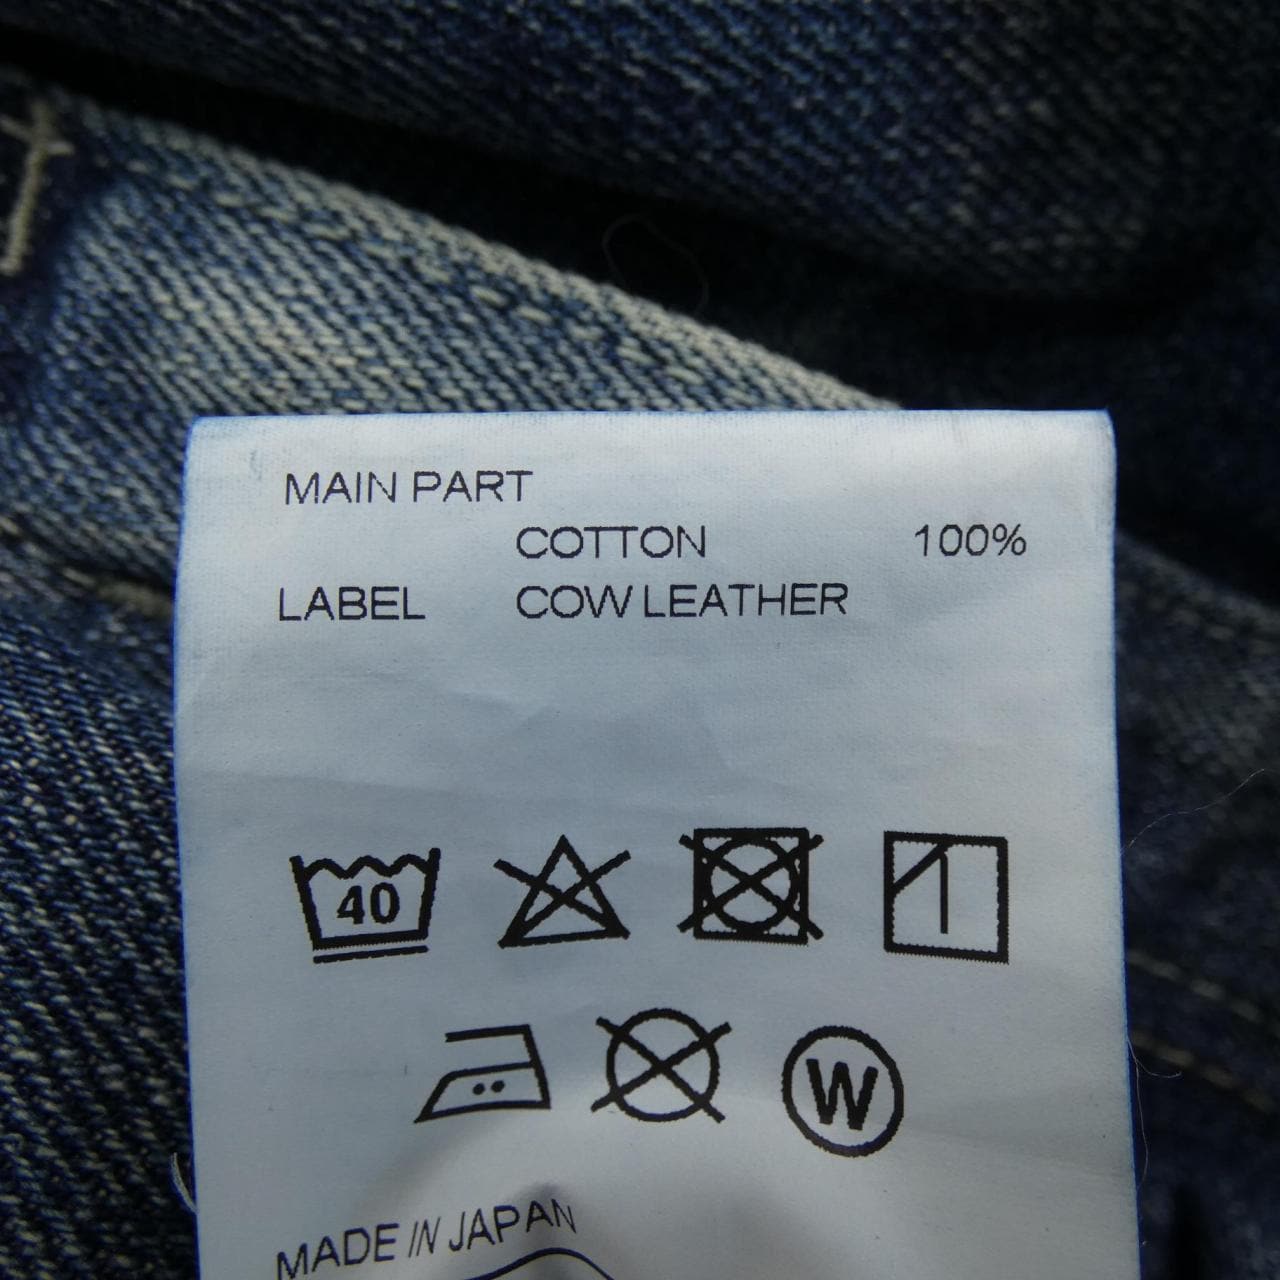 MAIN PART
COTTON 100%
LABEL COW LEATHER
40
W
MADE IN JAPAN